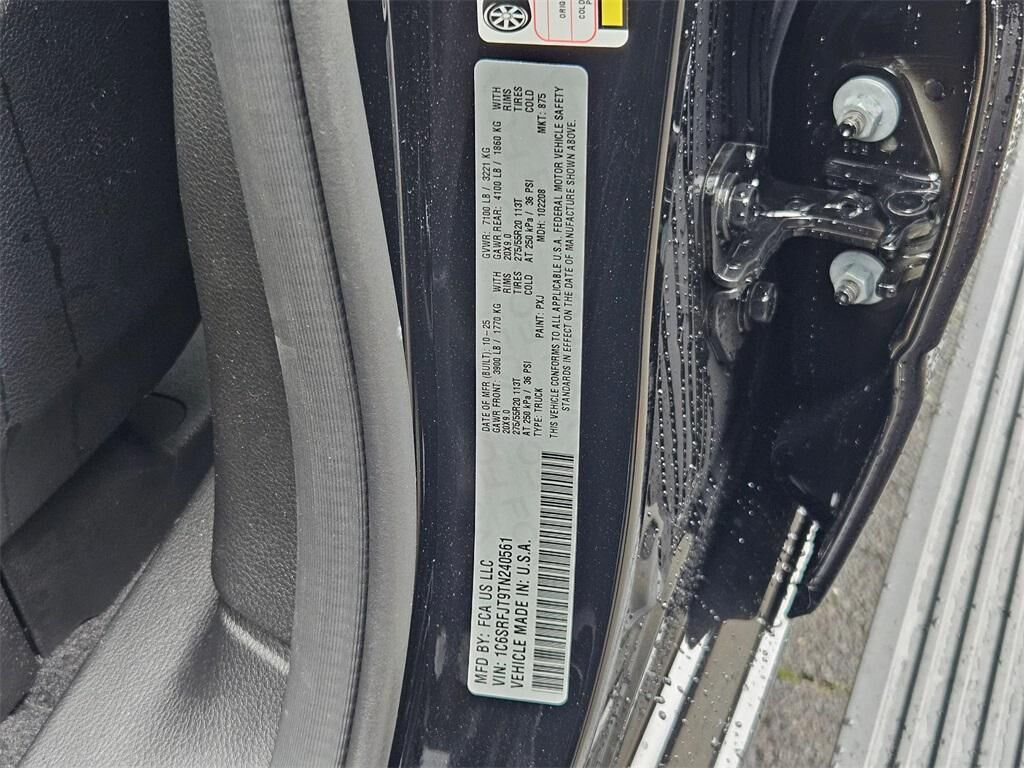 MFD BY: FCA US LLC
VIN: 1C6SRFJT9TN240561
VEHICLE MADE IN: U.S.A.
DATE OF MFR (BUILT): 10-25 GVWR: 7100 LB / 3221 KG
GAWR FRONT: 3900 LB / 1770 KG WITH GAWR REAR: 4100 LB / 1860 KG WITH
20X9.0 RIMS 20X9.0 RIMS
275/55R20 113T TIRES 275/55R20 113T TIRES
AT 250 kPa / 36 PSI COLD AT 250 kPa / 36 PSI COLD
TYPE: TRUCK PAINT: PXJ MDH: 102208 MKT: 875
THIS VEHICLE CONFORMS TO ALL APPLICABLE U.S.A. FEDERAL MOTOR VEHICLE SAFETY
STANDARDS IN EFFECT ON THE DATE OF MANUFACTURE SHOWN ABOVE.
ORIG
COLD